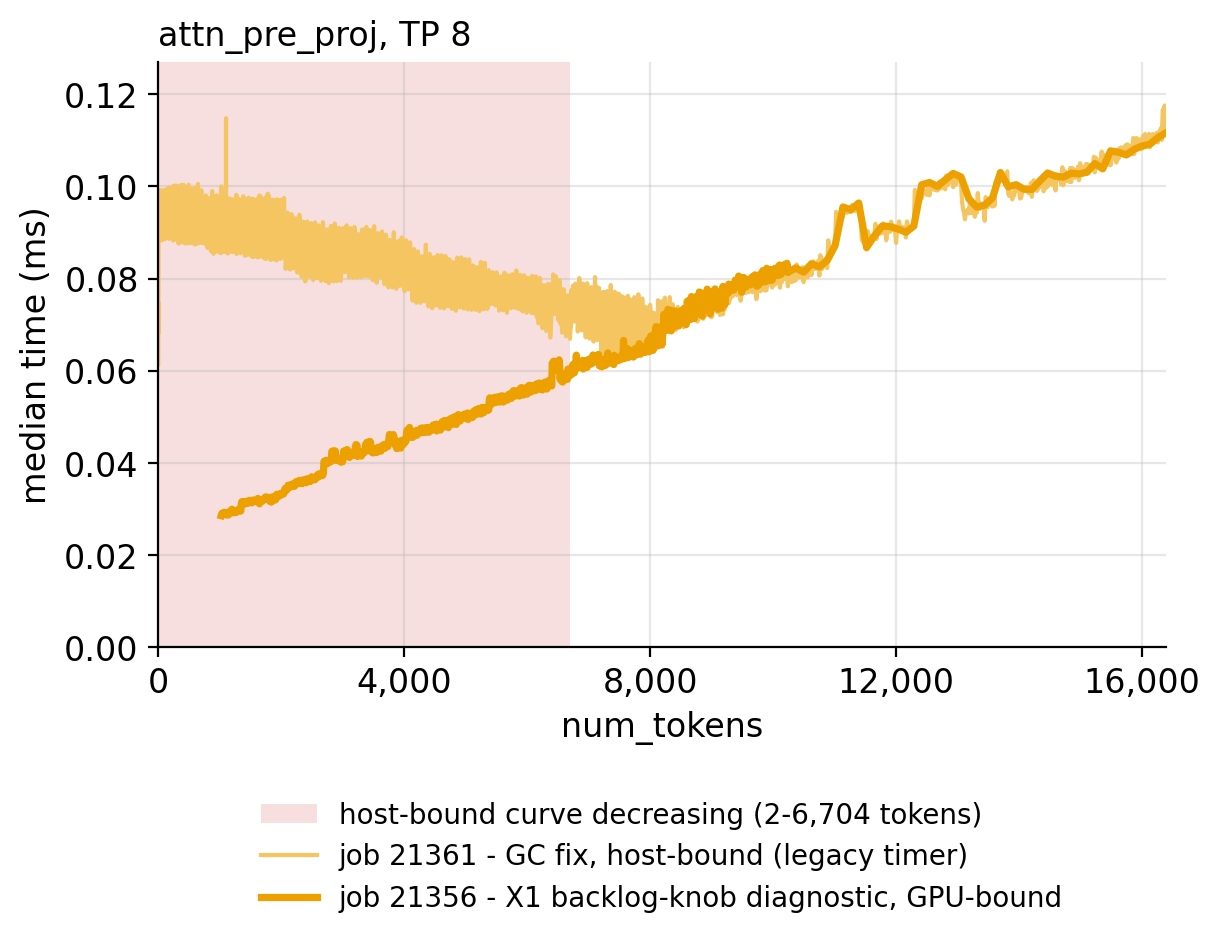 attn_pre_proj, TP 8
median time (ms)
0.12
0.10
0.08
0.06
0.04
0.02
0.00
0
4,000
8,000
12,000
16,000
num_tokens
host-bound curve decreasing (2-6,704 tokens)
job 21361 - GC fix, host-bound (legacy timer)
job 21356 - X1 backlog-knob diagnostic, GPU-bound